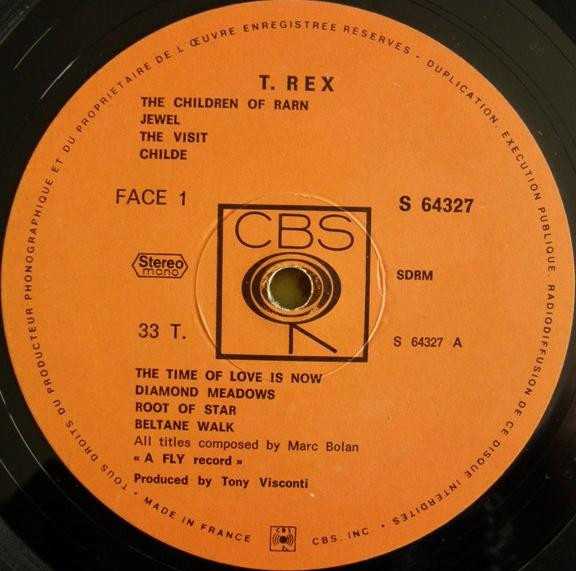 TOUS DROITS DU PRODUCTEUR PHONOGRAPHIQUE ET DU PROPRIETAIRE DE L'ŒUVRE ENREGISTREE RESERVES • DUPLICATION, EXECUTION PUBLIQUE, RADIODIFFUSION DE CE DISQUE INTERDITES •
T. REX
THE CHILDREN OF RARN
JEWEL
THE VISIT
CHILDE
FACE 1
S 64327
CBS
Stereo
mono
SDRM
33 T.
S 64327 A
THE TIME OF LOVE IS NOW
DIAMOND MEADOWS
ROOT OF STAR
BELTANE WALK
All titles composed by Marc Bolan
« A FLY record »
Produced by Tony Visconti
• MADE IN FRANCE
CBS
CBS. INC.